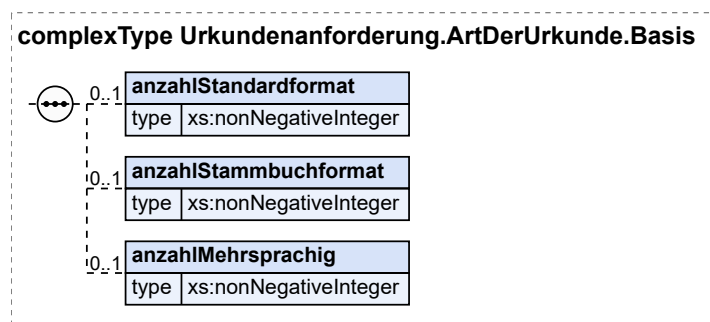 complexType Urkundenanforderung.ArtDerUrkunde.Basis
0..1 anzahlStandardformat
type xs:nonNegativeInteger
0..1 anzahlStammbuchformat
type xs:nonNegativeInteger
0..1 anzahlMehrsprachig
type xs:nonNegativeInteger